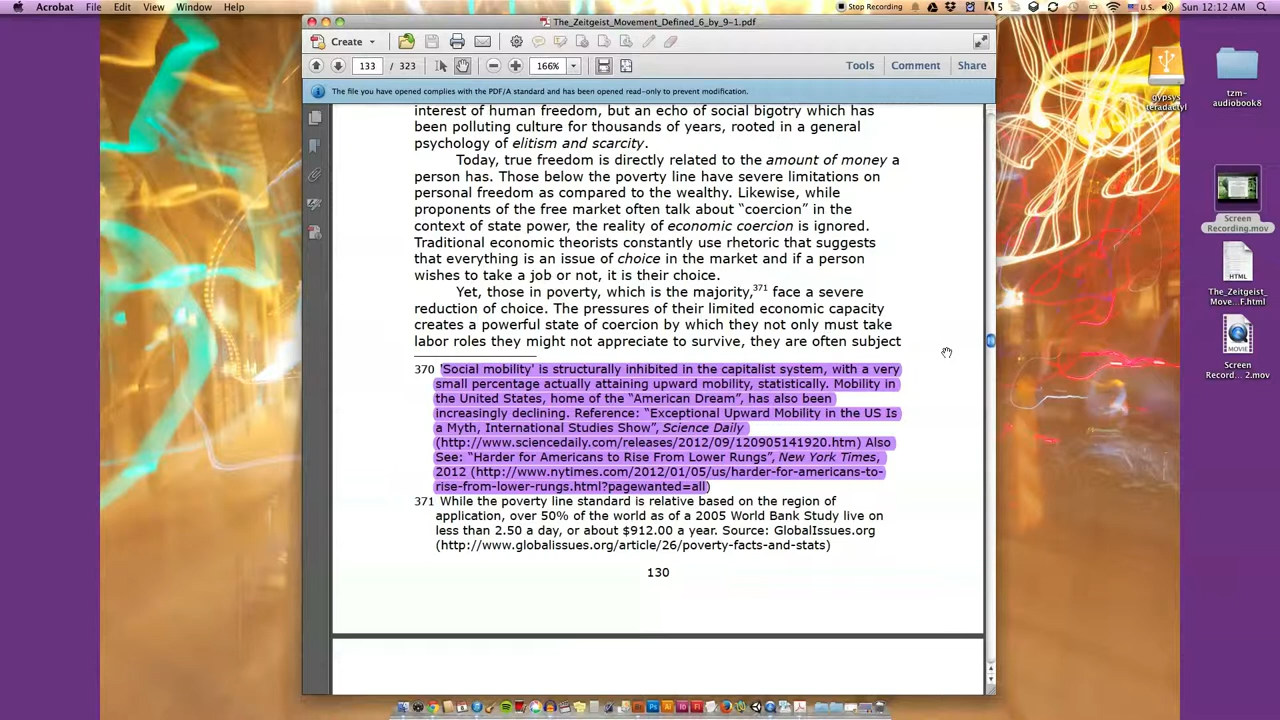 Acrobat File Edit View Window Help
Stop Recording
5
U.S.
Sun 12:12 AM
The_Zeitgeist_Movement_Defined_6_by_9-1.pdf
Create
133 / 323
166%
Tools Comment Share
The file you have opened complies with the PDF/A standard and has been opened read-only to prevent modification.
interest of human freedom, but an echo of social bigotry which has
been polluting culture for thousands of years, rooted in a general
psychology of elitism and scarcity.
Today, true freedom is directly related to the amount of money a
person has. Those below the poverty line have severe limitations on
personal freedom as compared to the wealthy. Likewise, while
proponents of the free market often talk about “coercion” in the
context of state power, the reality of economic coercion is ignored.
Traditional economic theorists constantly use rhetoric that suggests
that everything is an issue of choice in the market and if a person
wishes to take a job or not, it is their choice.
Yet, those in poverty, which is the majority,371 face a severe
reduction of choice. The pressures of their limited economic capacity
creates a powerful state of coercion by which they not only must take
labor roles they might not appreciate to survive, they are often subject
370 'Social mobility' is structurally inhibited in the capitalist system, with a very
small percentage actually attaining upward mobility, statistically. Mobility in
the United States, home of the “American Dream”, has also been
increasingly declining. Reference: “Exceptional Upward Mobility in the US Is
a Myth, International Studies Show”, Science Daily
(http://www.sciencedaily.com/releases/2012/09/120905141920.htm) Also
See: “Harder for Americans to Rise From Lower Rungs”, New York Times,
2012 (http://www.nytimes.com/2012/01/05/us/harder-for-americans-to-
rise-from-lower-rungs.html?pagewanted=all)
371 While the poverty line standard is relative based on the region of
application, over 50% of the world as of a 2005 World Bank Study live on
less than 2.50 a day, or about $912.00 a year. Source: GlobalIssues.org
(http://www.globalissues.org/article/26/poverty-facts-and-stats)
130
gypsys
teradactyl
tzm-
audiobook8
Screen
Recording.mov
HTML
The_Zeitgeist_
Move...F.html
MOVIE
Screen
Record... 2.mov